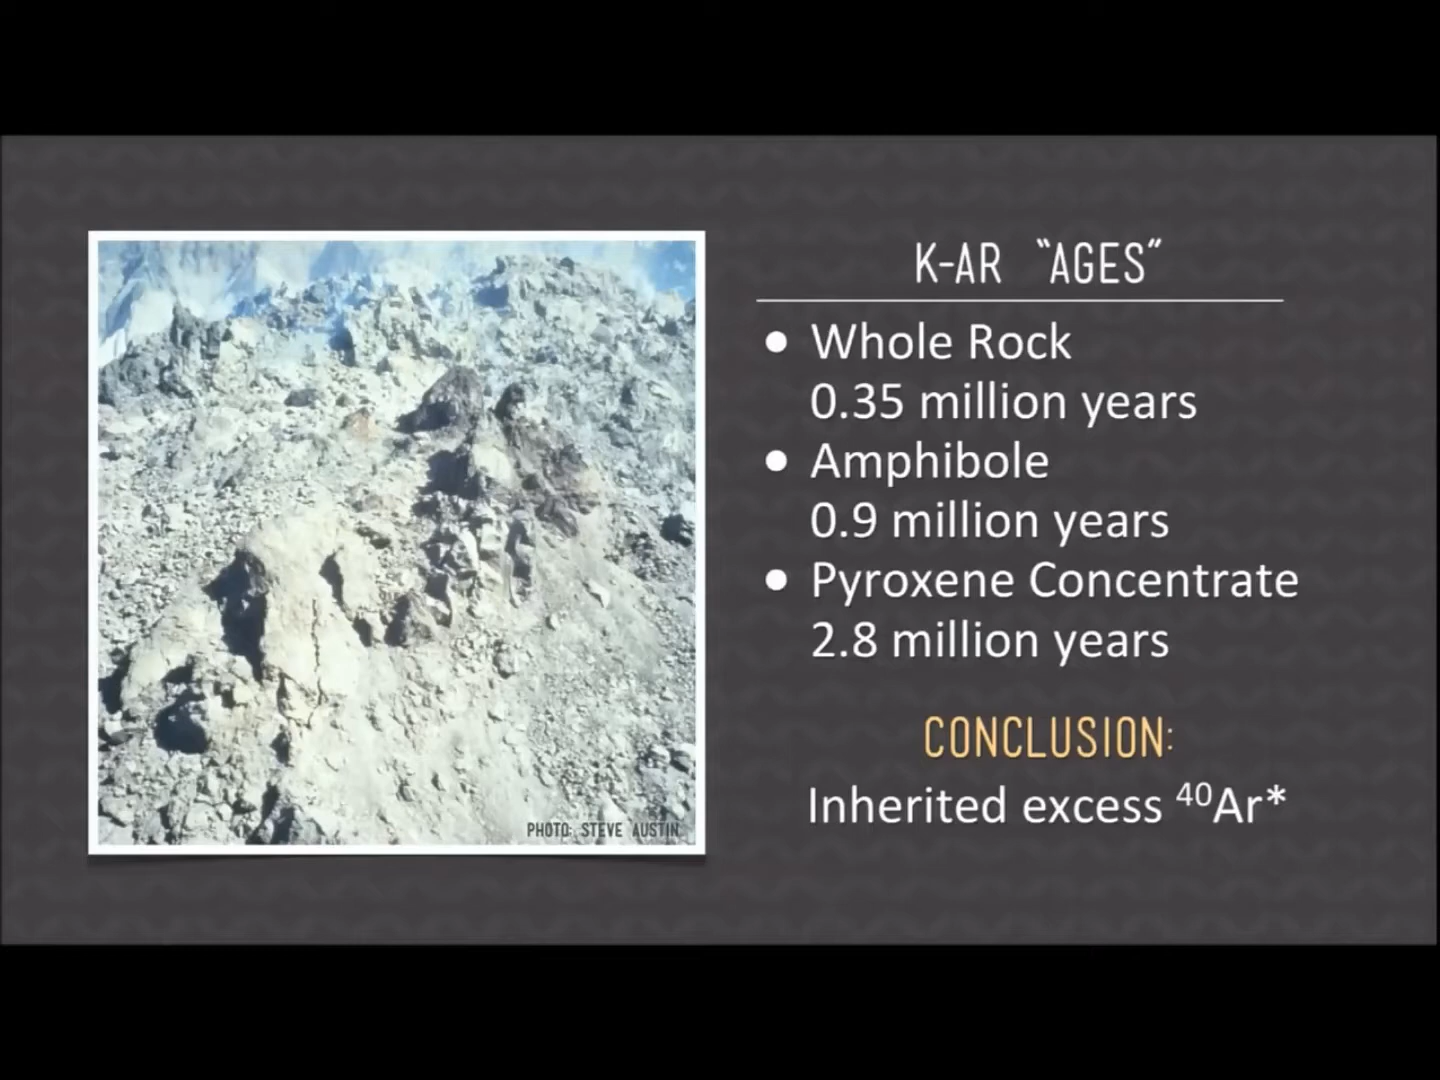 K-AR "AGES"
● Whole Rock
0.35 million years
● Amphibole
0.9 million years
● Pyroxene Concentrate
2.8 million years
CONCLUSION:
Inherited excess ⁴⁰Ar*
PHOTO: STEVE AUSTIN